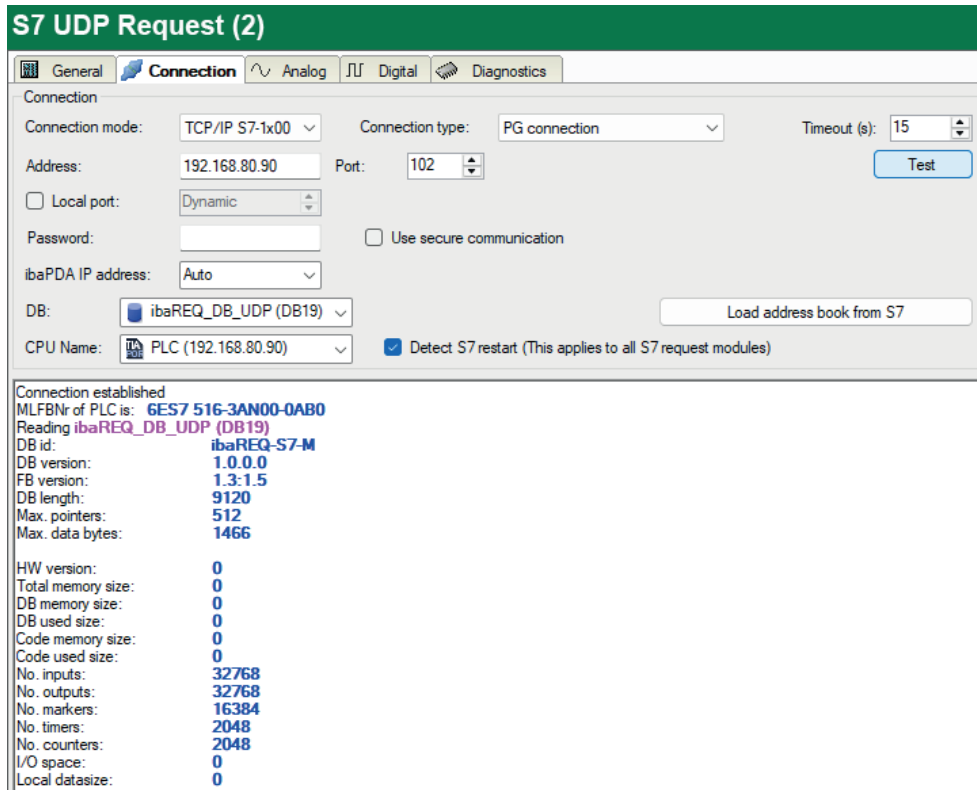 S7 UDP Request (2)
General Connection Analog Digital Diagnostics
Connection
Connection mode: TCP/IP S7-1x00 Connection type: PG connection Timeout (s): 15
Address: 192.168.80.90 Port: 102 Test
Local port: Dynamic
Password: Use secure communication
ibaPDA IP address: Auto
DB: ibaREQ_DB_UDP (DB19) Load address book from S7
CPU Name: TIA POR PLC (192.168.80.90) Detect S7 restart (This applies to all S7 request modules)
Connection established
MLFBNr of PLC is: 6ES7 516-3AN00-0AB0
Reading ibaREQ_DB_UDP (DB19)
DB id: ibaREQ-S7-M
DB version: 1.0.0.0
FB version: 1.3:1.5
DB length: 9120
Max. pointers: 512
Max. data bytes: 1466
HW version: 0
Total memory size: 0
DB memory size: 0
DB used size: 0
Code memory size: 0
Code used size: 0
No. inputs: 32768
No. outputs: 32768
No. markers: 16384
No. timers: 2048
No. counters: 2048
I/O space: 0
Local datasize: 0